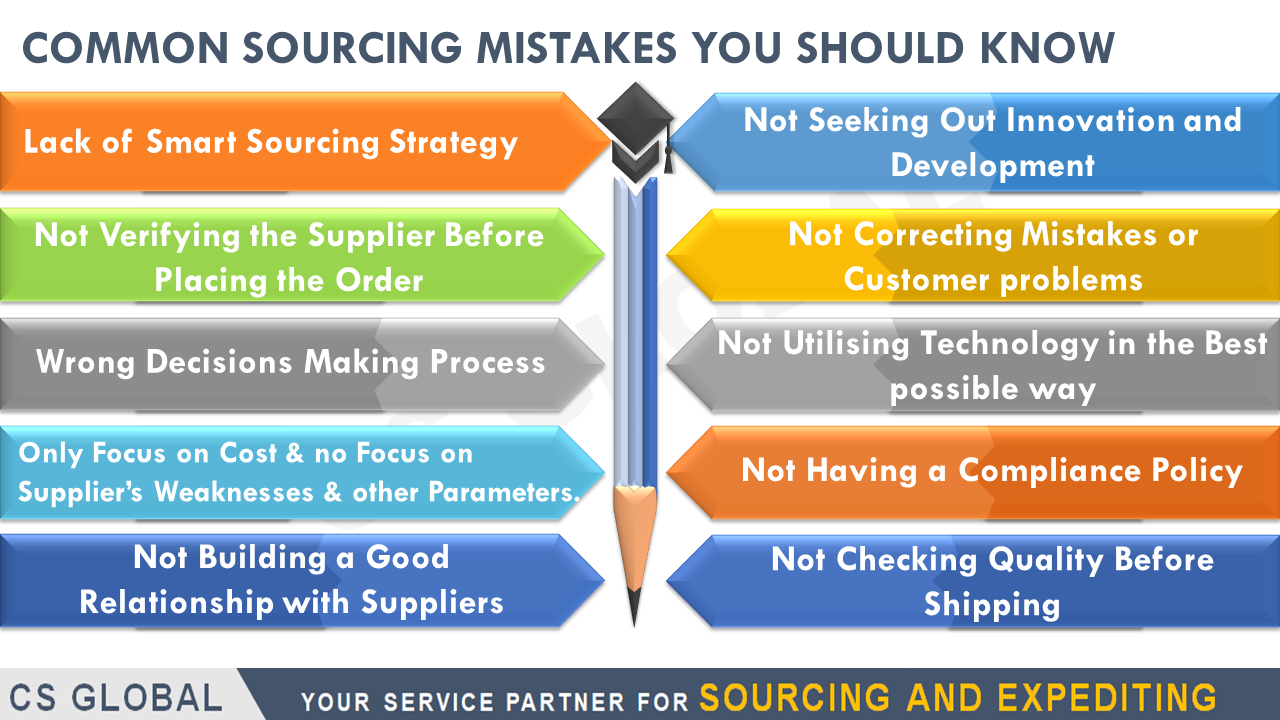 COMMON SOURCING MISTAKES YOU SHOULD KNOW
Lack of Smart Sourcing Strategy
Not Verifying the Supplier Before
Placing the Order
Wrong Decisions Making Process
Only Focus on Cost & no Focus on
Supplier's Weaknesses & other Parameters.
Not Building a Good
Relationship with Suppliers
Not Seeking Out Innovation and
Development
Not Correcting Mistakes or
Customer problems
Not Utilising Technology in the Best
possible way
Not Having a Compliance Policy
Not Checking Quality Before
Shipping
CS GLOBAL
YOUR SERVICE PARTNER FOR SOURCING AND EXPEDITING